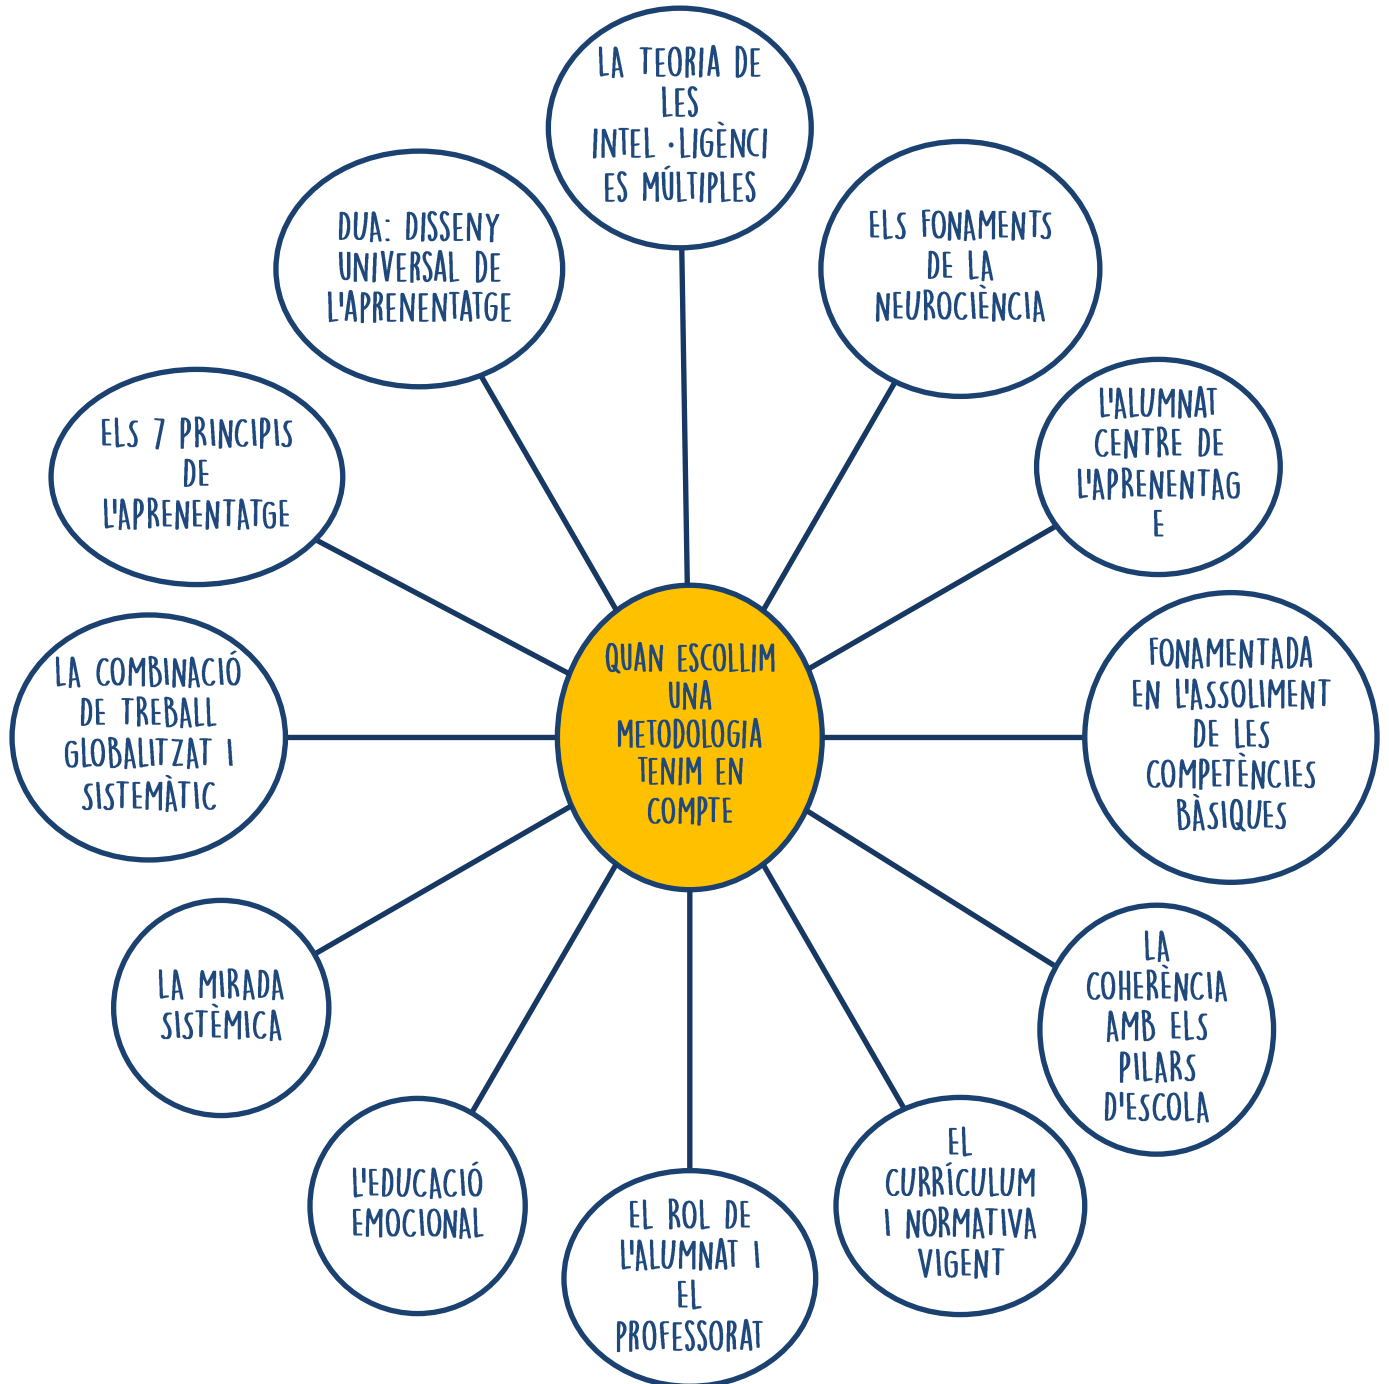 LA TEORIA DE
LES
INTEL ·LIGÈNCI
ES MÚLTIPLES
ELS FONAMENTS
DE LA
NEUROCIÈNCIA
L'ALUMNAT
CENTRE DE
L'APRENENTAG
E
FONAMENTADA
EN L'ASSOLIMENT
DE LES
COMPETÈNCIES
BÀSIQUES
LA
COHERÈNCIA
AMB ELS
PILARS
D'ESCOLA
EL
CURRÍCULUM
I NORMATIVA
VIGENT
EL ROL DE
L'ALUMNAT I
EL
PROFESSORAT
L'EDUCACIÓ
EMOCIONAL
LA MIRADA
SISTÈMICA
LA COMBINACIÓ
DE TREBALL
GLOBALITZAT I
SISTEMÀTIC
ELS 7 PRINCIPIS
DE
L'APRENENTATGE
DUA: DISSENY
UNIVERSAL DE
L'APRENENTATGE
QUAN ESCOLLIM
UNA
METODOLOGIA
TENIM EN
COMPTE